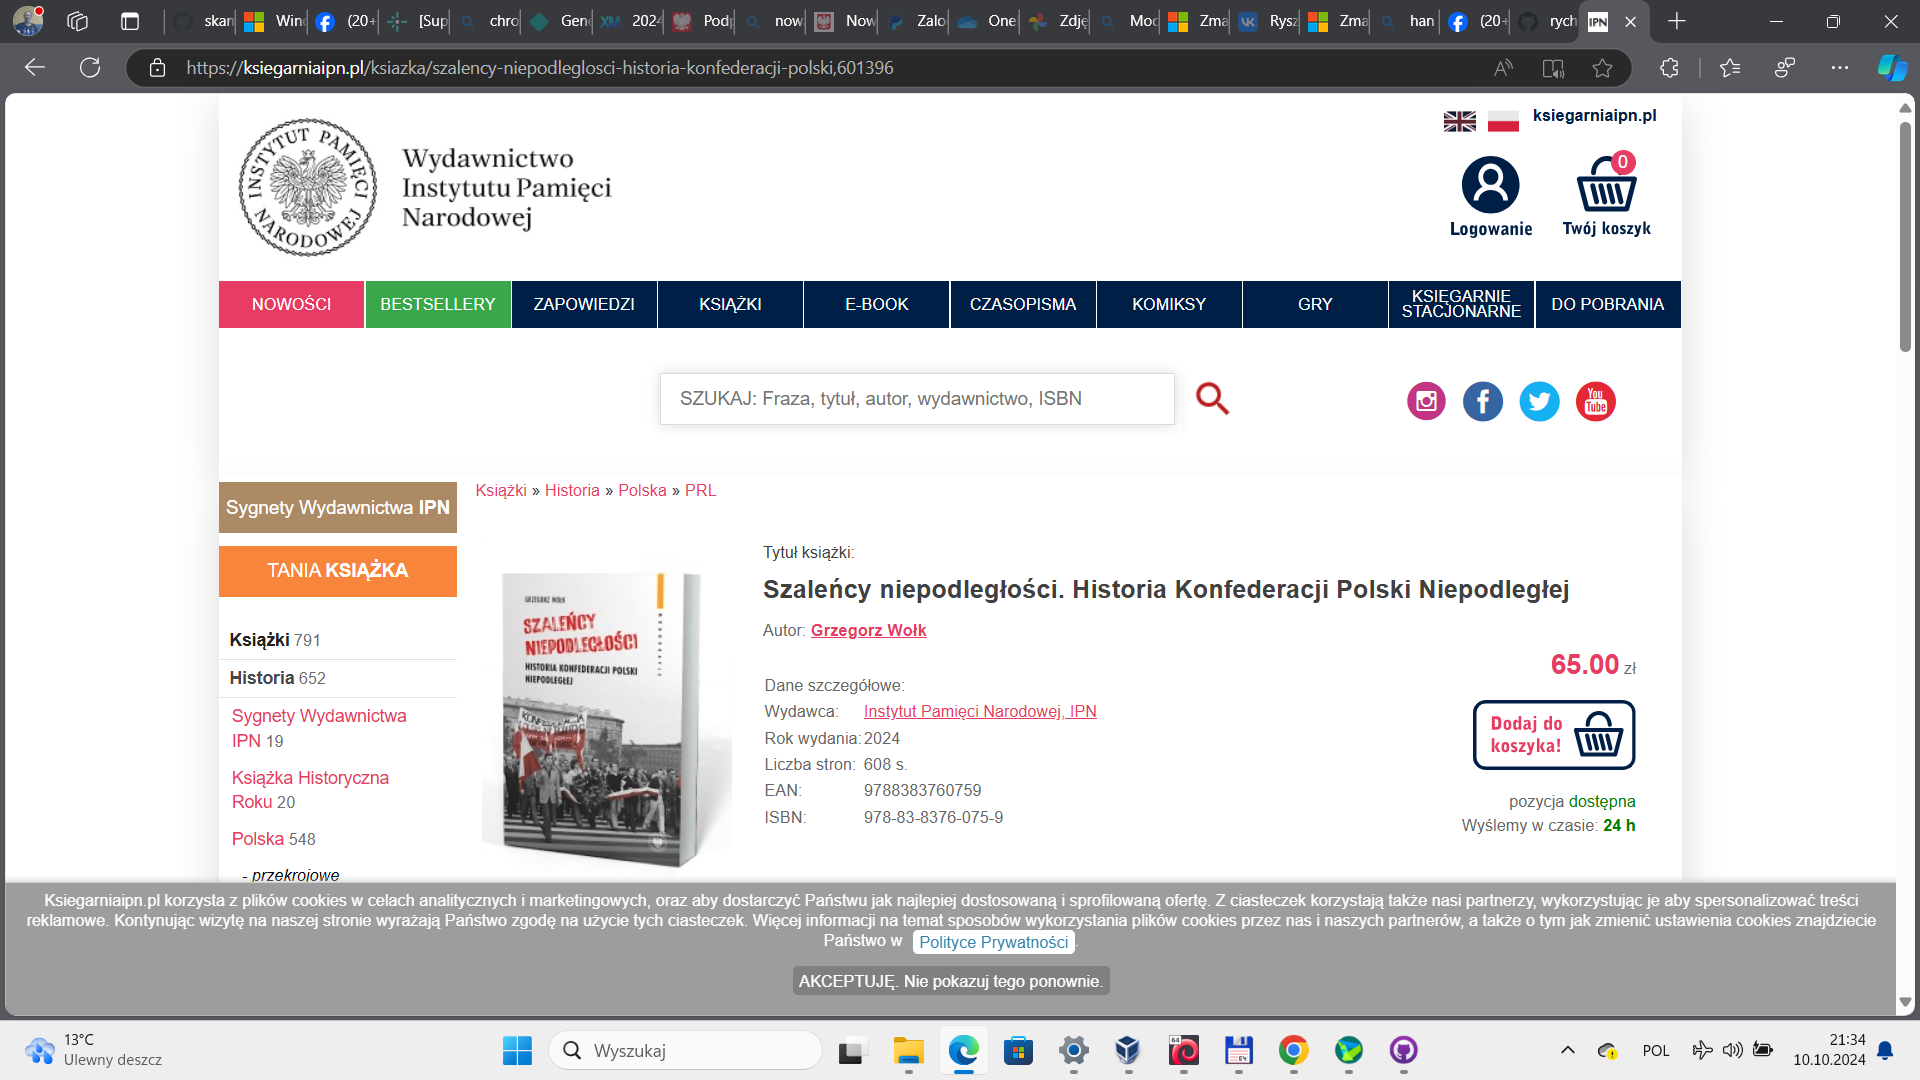 skan
Wind
(20+
[Sup
chro
Gene
2024
Podp
now
Now
Zalo
One
Zdję
Moc
Zma
Rysz
Zma
han
(20+
rych
IPN
https://ksiegarniaipn.pl/ksiazka/szalency-niepodleglosci-historia-konfederacji-polski,601396
INSTYTUT PAMIĘCI NARODOWEJ
Wydawnictwo
Instytutu Pamięci
Narodowej
ksiegarniaipn.pl
0
Logowanie
Twój koszyk
NOWOŚCI
BESTSELLERY
ZAPOWIEDZI
KSIĄŻKI
E-BOOK
CZASOPISMA
KOMIKSY
GRY
KSIĘGARNIE
STACJONARNE
DO POBRANIA
SZUKAJ: Fraza, tytuł, autor, wydawnictwo, ISBN
You
Tube
Sygnety Wydawnictwa IPN
TANIA KSIĄŻKA
Książki 791
Historia 652
Sygnety Wydawnictwa
IPN 19
Książka Historyczna
Roku 20
Polska 548
- przekrojowe
Książki » Historia » Polska » PRL
GRZEGORZ WOŁK
SZALEŃCY
NIEPODLEGŁOŚCI
HISTORIA KONFEDERACJI POLSKI
NIEPODLEGŁEJ
Tytuł książki:
Szaleńcy niepodległości. Historia Konfederacji Polski Niepodległej
Autor: Grzegorz Wołk
Dane szczegółowe:
Wydawca: Instytut Pamięci Narodowej, IPN
Rok wydania: 2024
Liczba stron: 608 s.
EAN: 9788383760759
ISBN: 978-83-8376-075-9
65.00 zł
Dodaj do
koszyka!
pozycja dostępna
Wyślemy w czasie: 24 h
Ksiegarniaipn.pl korzysta z plików cookies w celach analitycznych i marketingowych, oraz aby dostarczyć Państwu jak najlepiej dostosowaną i sprofilowaną ofertę. Z ciasteczek korzystają także nasi partnerzy, wykorzystując je aby spersonalizować treści
reklamowe. Kontynując wizytę na naszej stronie wyrażają Państwo zgodę na użycie tych ciasteczek. Więcej informacji na temat sposobów wykorzystania plików cookies przez nas i naszych partnerów, a także o tym jak zmienić ustawienia cookies znajdziecie
Państwo w Polityce Prywatności.
AKCEPTUJĘ. Nie pokazuj tego ponownie.
13°C
Ulewny deszcz
Wyszukaj
POL
21:34
10.10.2024